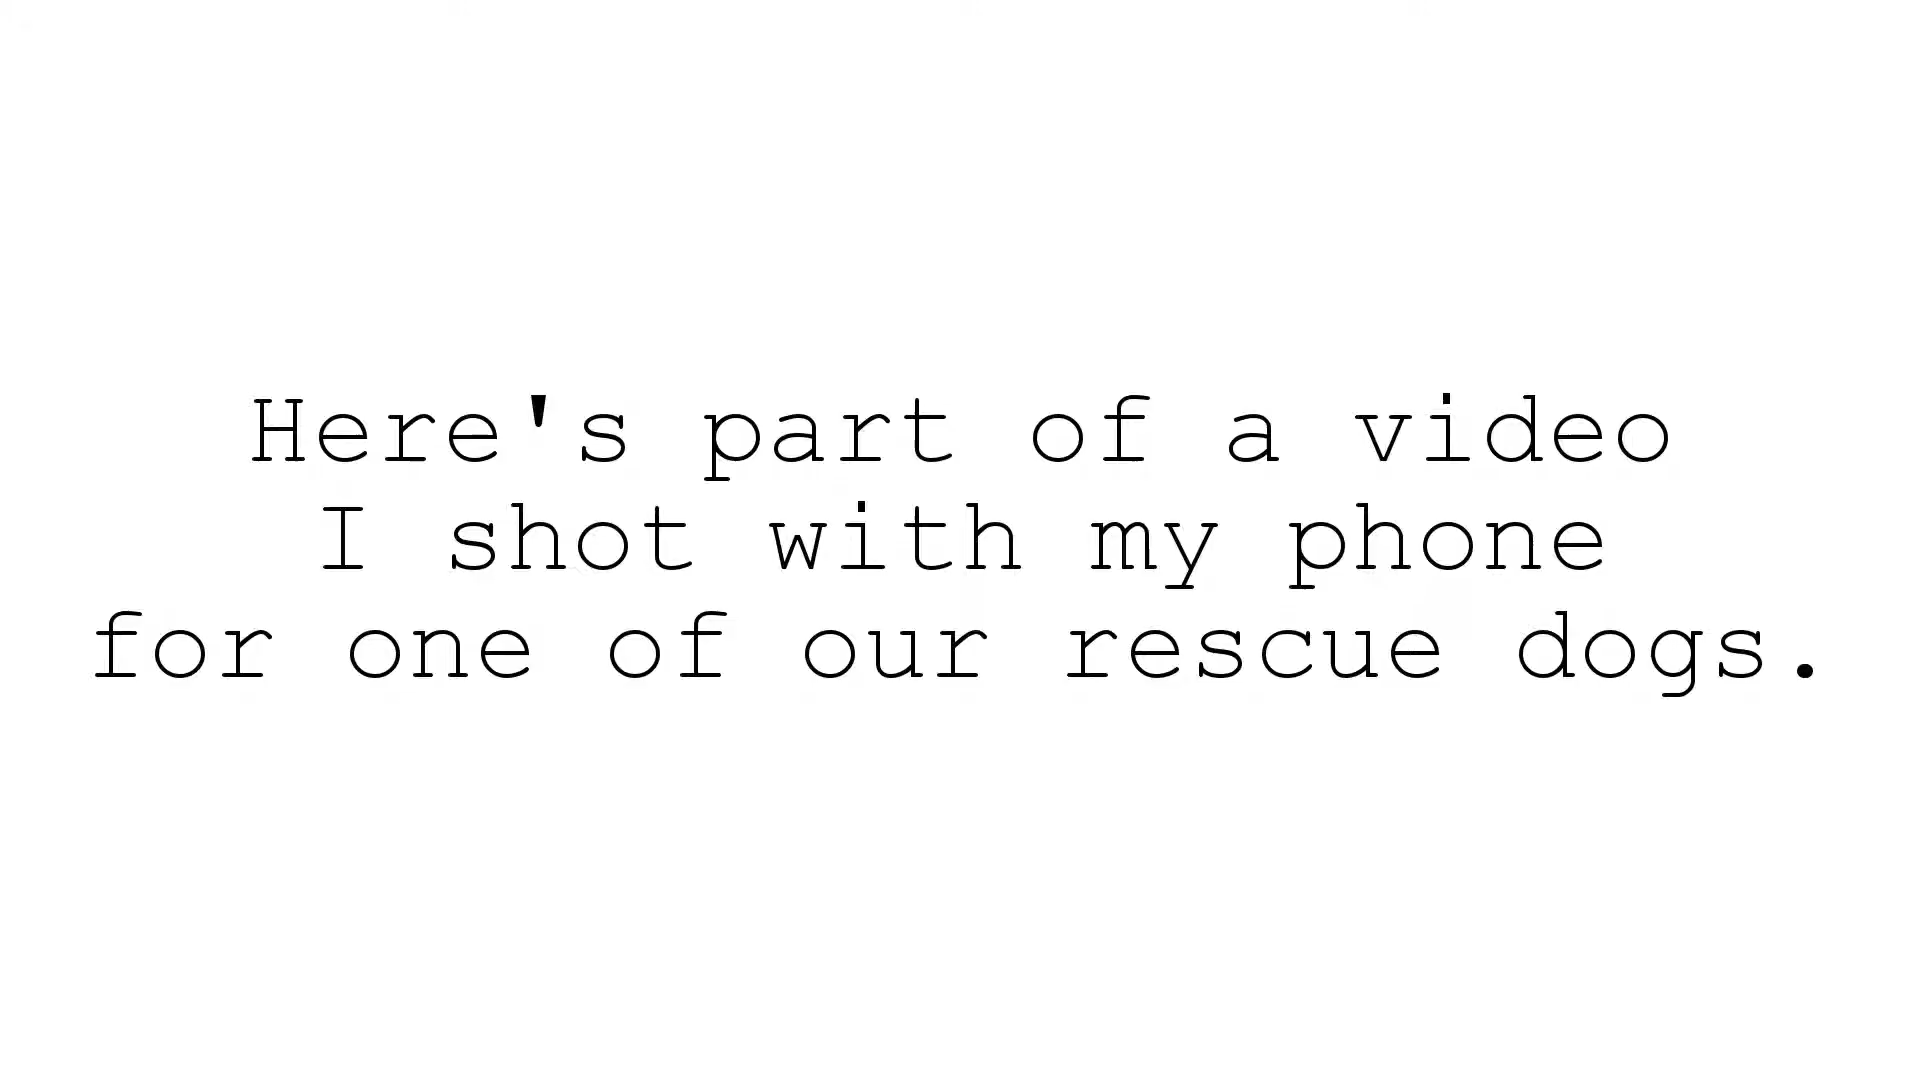 Here's part of a video
I shot with my phone
for one of our rescue dogs.